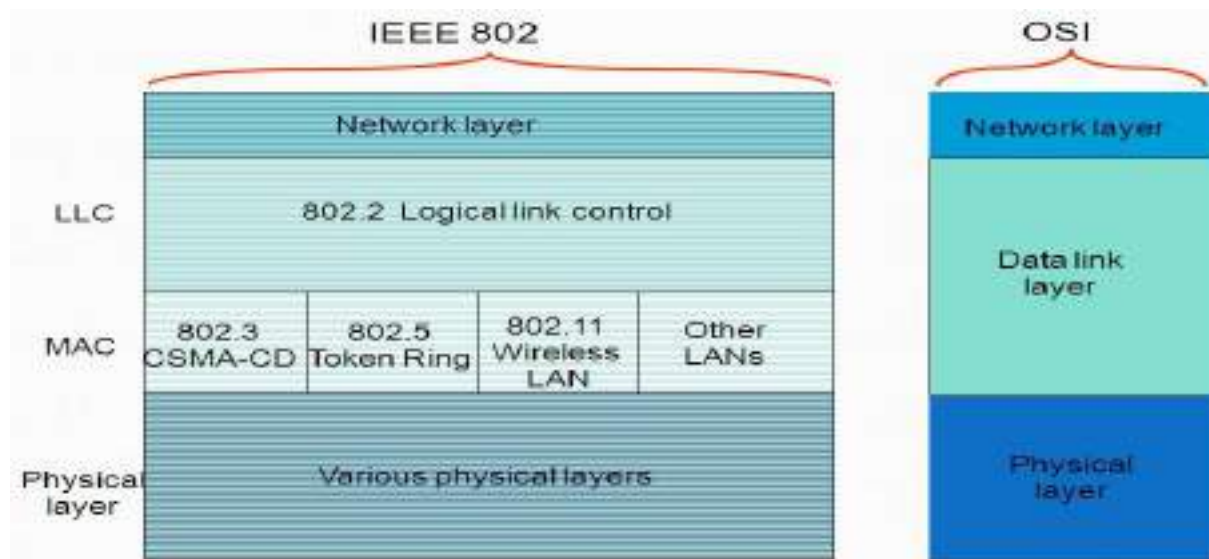 IEEE 802
OSI
Network layer
Network layer
LLC
802.2 Logical link control
Data link
layer
MAC
802.3
CSMA-CD
802.5
Token Ring
802.11
Wireless
LAN
Other
LANs
Physical
layer
Various physical layers
Physical
layer